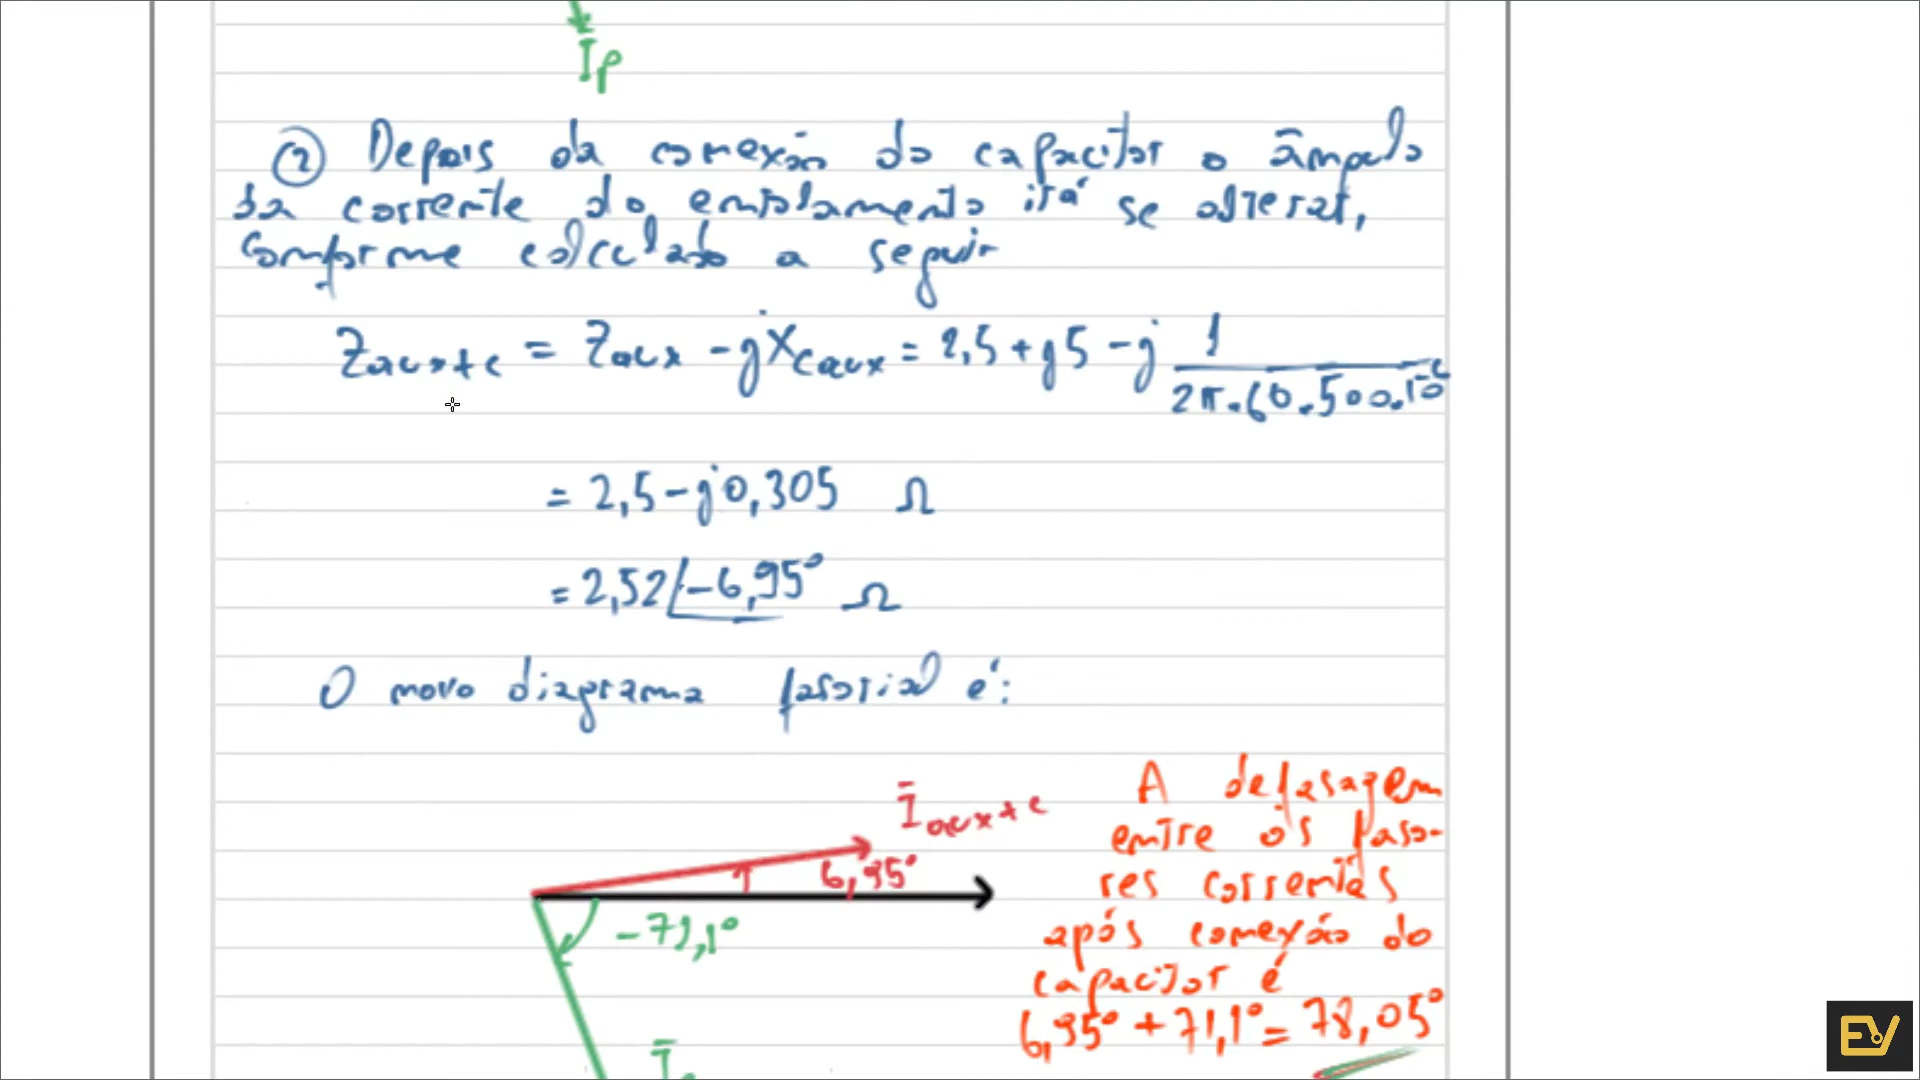 Īp
② Depois da conexão do capacitor o ângulo
da corrente do enrolamento irá se alterar,
conforme calculado a seguir
Zaux+c = Zaux - jXcaux = 2,5 + j5 - j 1/(2π.60.500.10⁻⁶)
= 2,5 - j0,305 Ω
= 2,52∠-6,95° Ω
O novo diagrama fasorial é:
Īaux+c
6,95°
-71,1°
A defasagem
entre os faso-
res correntes
após conexão do
capacitor é
6,95° + 71,1° = 78,05°
EV